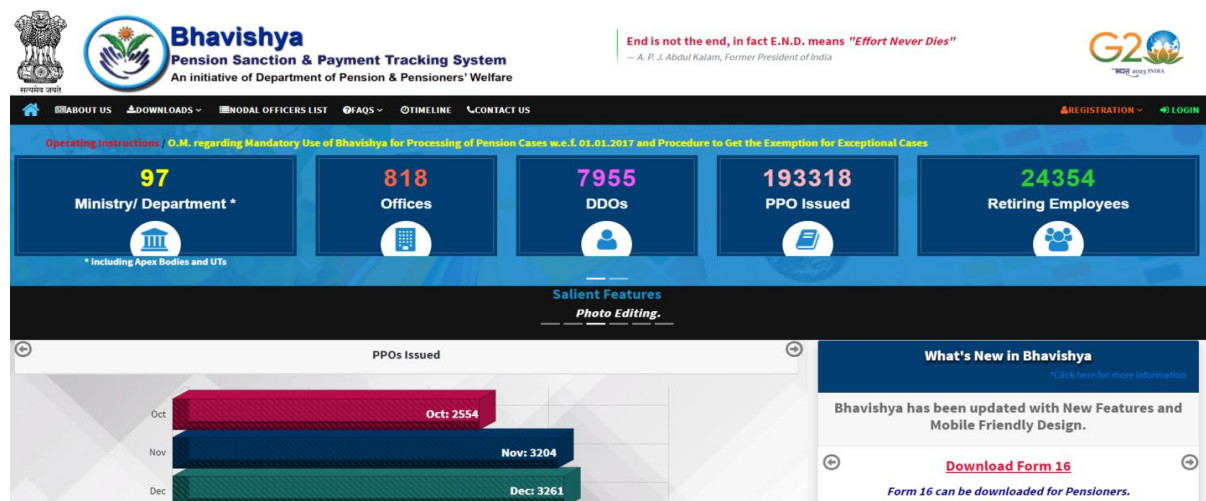 Bhavishya
Pension Sanction & Payment Tracking System
An initiative of Department of Pension & Pensioners' Welfare
सत्यमेव जयते
End is not the end, in fact E.N.D. means "Effort Never Dies"
— A. P. J. Abdul Kalam, Former President of India
G20
भारत 2023 INDIA
ABOUT US DOWNLOADS NODAL OFFICERS LIST FAQS TIMELINE CONTACT US REGISTRATION LOGIN
Operating Instructions / O.M. regarding Mandatory Use of Bhavishya for Processing of Pension Cases w.e.f. 01.01.2017 and Procedure to Get the Exemption for Exceptional Cases
97 818 7955 193318 24354
Ministry/ Department * Offices DDOs PPO Issued Retiring Employees
* including Apex Bodies and UTs
Salient Features
Photo Editing.
PPOs Issued
Oct Oct: 2554
Nov Nov: 3204
Dec Dec: 3261
What's New in Bhavishya
*Click here for more information
Bhavishya has been updated with New Features and
Mobile Friendly Design.
Download Form 16
Form 16 can be downloaded for Pensioners.